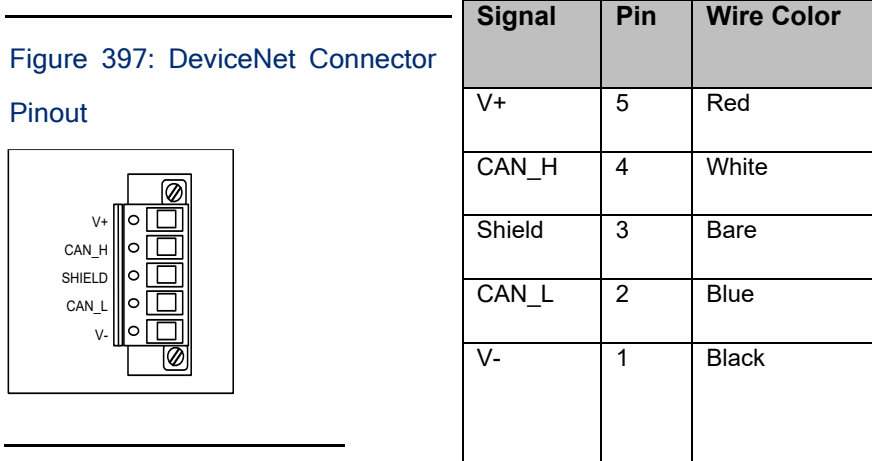 Figure 397: DeviceNet Connector
Pinout
V+
CAN_H
SHIELD
CAN_L
V-
Signal Pin Wire Color
V+ 5 Red
CAN_H 4 White
Shield 3 Bare
CAN_L 2 Blue
V- 1 Black